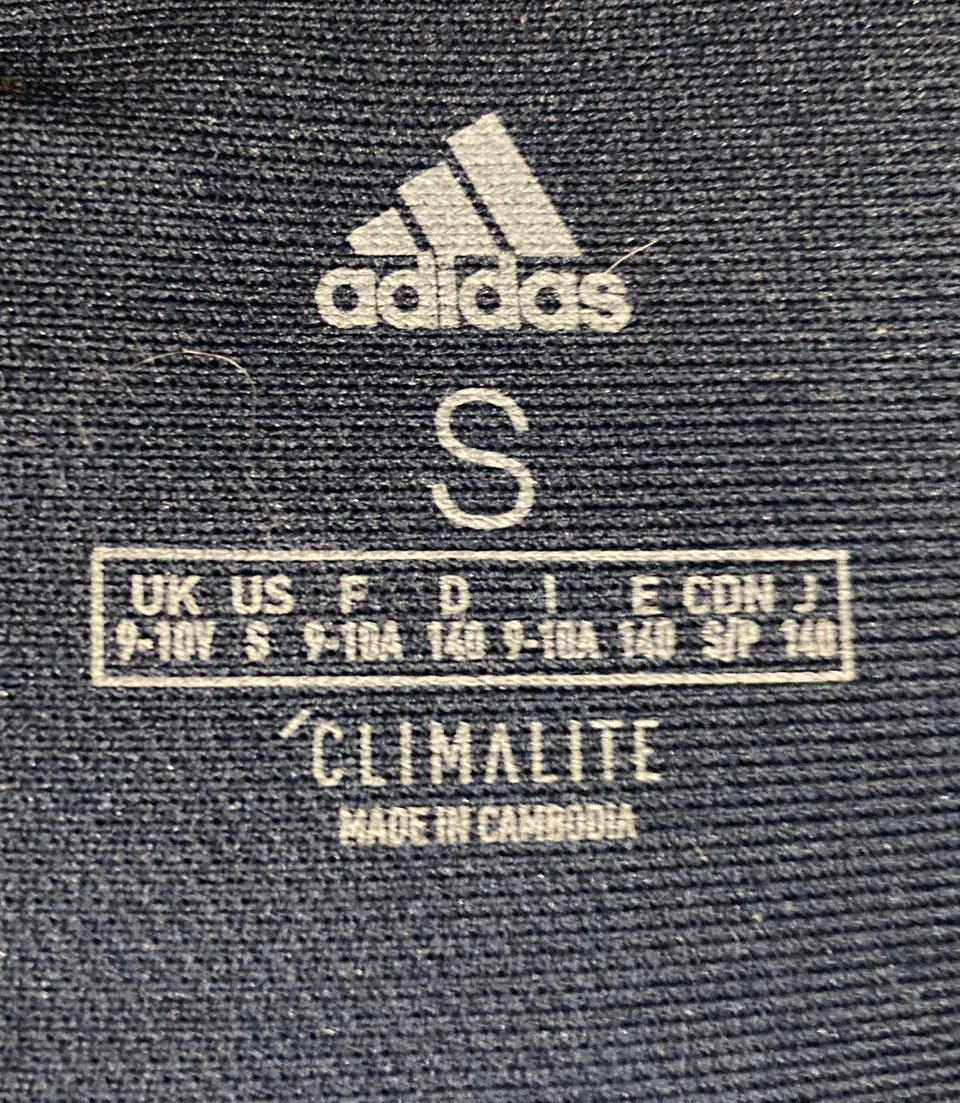 adidas
S
UK US F D I E CDN J
9-10Y S 9-10A 140 9-10A 140 S/P 140
CLIMALITE
MADE IN CAMBODIA